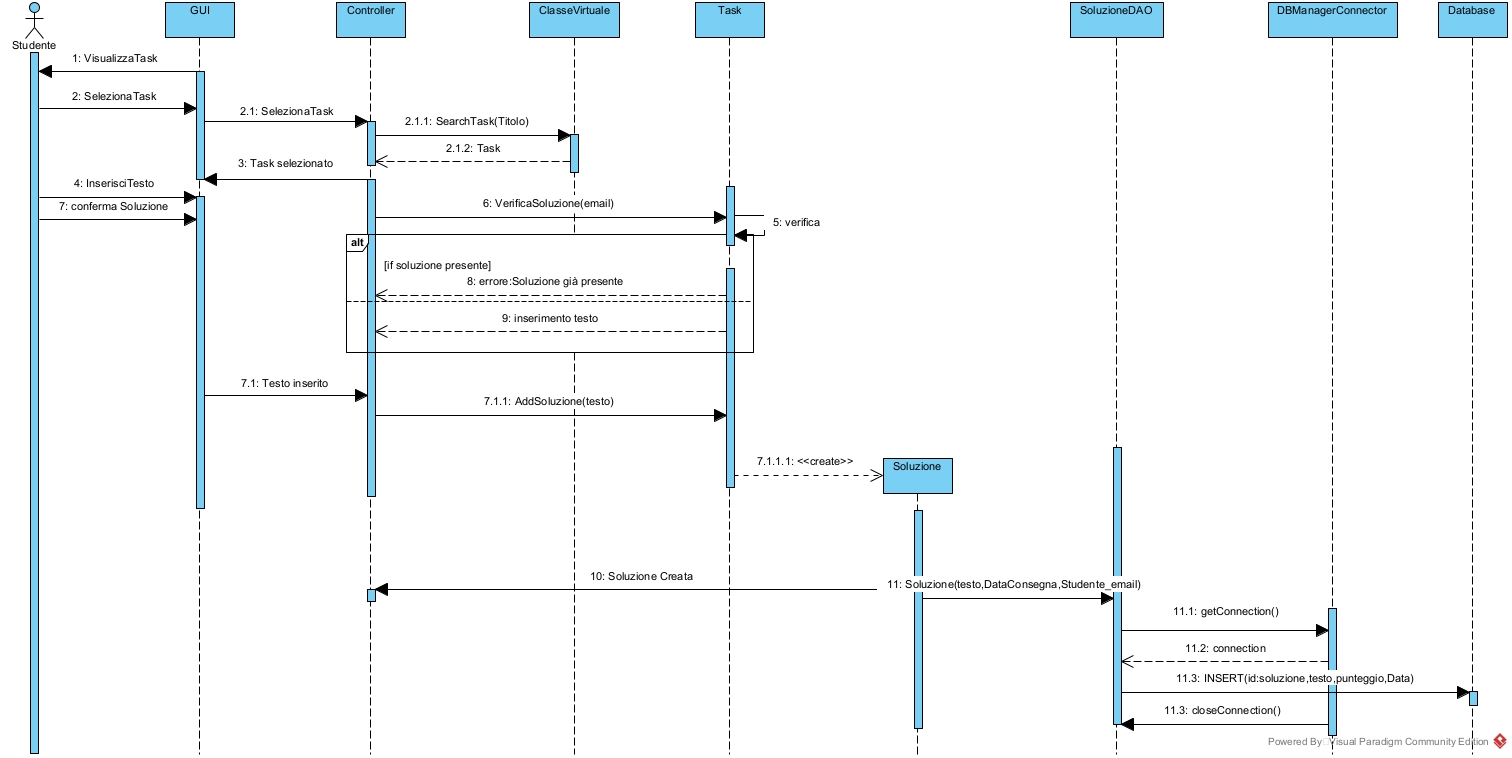 GUI
Controller
ClasseVirtuale
Task
SoluzioneDAO
DBManagerConnector
Database
Studente
1: VisualizzaTask
2: SelezionaTask
2.1: SelezionaTask
2.1.1: SearchTask(Titolo)
2.1.2: Task
3: Task selezionato
4: InserisciTesto
7: conferma Soluzione
6: VerificaSoluzione(email)
5: verifica
alt
[if soluzione presente]
8: errore:Soluzione già presente
9: inserimento testo
7.1: Testo inserito
7.1.1: AddSoluzione(testo)
7.1.1.1: <<create>>
Soluzione
10: Soluzione Creata
11: Soluzione(testo,DataConsegna,Studente_email)
11.1: getConnection()
11.2: connection
11.3: INSERT(id:soluzione,testo,punteggio,Data)
11.3: closeConnection()
Powered By Visual Paradigm Community Edition